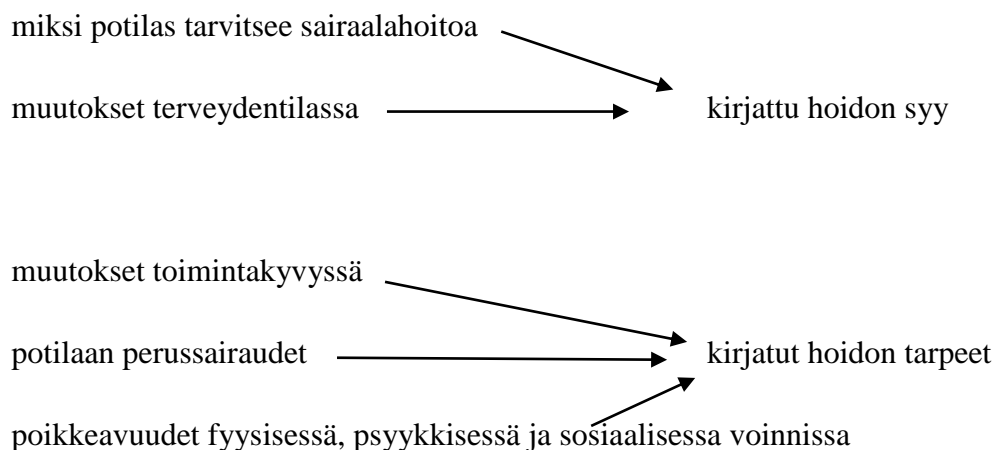 miksi potilas tarvitsee sairaalahoitoa
muutokset terveydentilassa kirjattu hoidon syy
muutokset toimintakyvyssä
potilaan perussairaudet kirjatut hoidon tarpeet
poikkeavuudet fyysisessä, psyykkisessä ja sosiaalisessa voinnissa